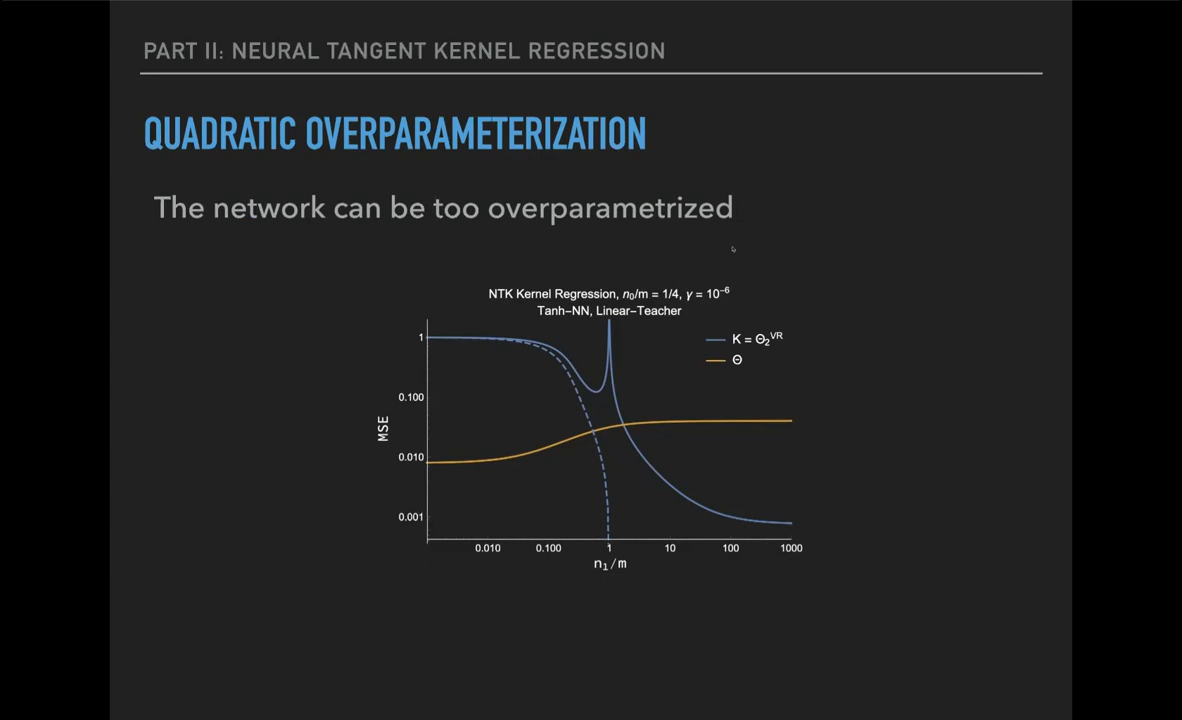 PART II: NEURAL TANGENT KERNEL REGRESSION
QUADRATIC OVERPARAMETERIZATION
The network can be too overparametrized
NTK Kernel Regression, n₀/m = 1/4, γ = 10⁻⁶
Tanh–NN, Linear–Teacher
K = Θ₂ⱽᴿ
Θ
MSE
1
0.100
0.010
0.001
0.010 0.100 1 10 100 1000
n₁/m